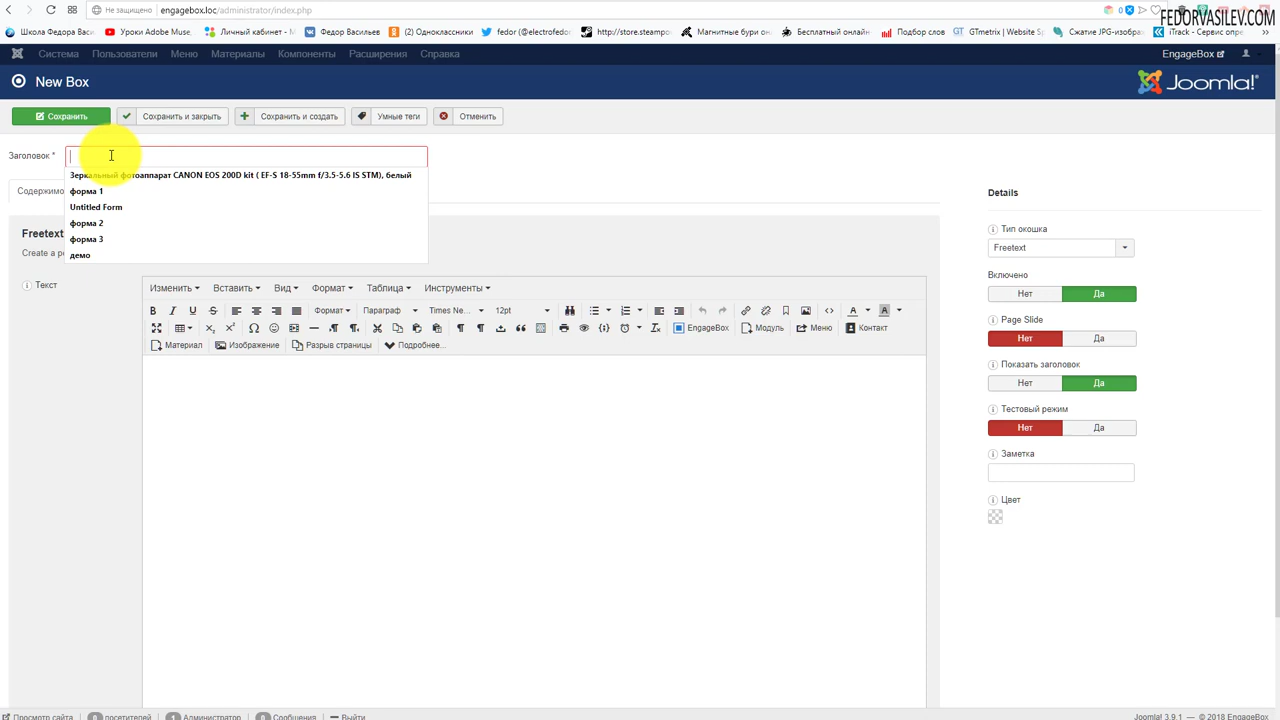 Не защищено engagebox.loc/administrator/index.php
0
FEDORVASILEV.COM
Школа Федора Васи... Уроки Adobe Muse, Личный кабинет - М... Федор Васильев (2) Одноклассники fedor (@electrofedor... http://store.steampo... Магнитные бури он... Бесплатный онлайн... Подбор слов GTmetrix | Website Sp... Сжатие JPG-изобра... iTrack - Сервис опре...
Система Пользователи Меню Материалы Компоненты Расширения Справка EngageBox
New Box Joomla!
Сохранить Сохранить и закрыть Сохранить и создать Умные теги Отменить
Заголовок *
Зеркальный фотоаппарат CANON EOS 200D kit ( EF-S 18-55mm f/3.5-5.6 IS STM), белый
форма 1
Untitled Form
форма 2
форма 3
демо
Содержимо
Freetext
Create a p
Текст
Изменить Вставить Вид Формат Таблица Инструменты
B I U Формат Параграф Times Ne... 12pt A A
EngageBox Модуль Меню Контакт
Материал Изображение Разрыв страницы Подробнее...
Details
Тип окошка
Freetext
Включено
Нет Да
Page Slide
Нет Да
Показать заголовок
Нет Да
Тестовый режим
Нет Да
Заметка
Цвет
Просмотр сайта 0 посетителей 1 Администратор 0 Сообщения Выйти Joomla! 3.9.1 — © 2018 EngageBox